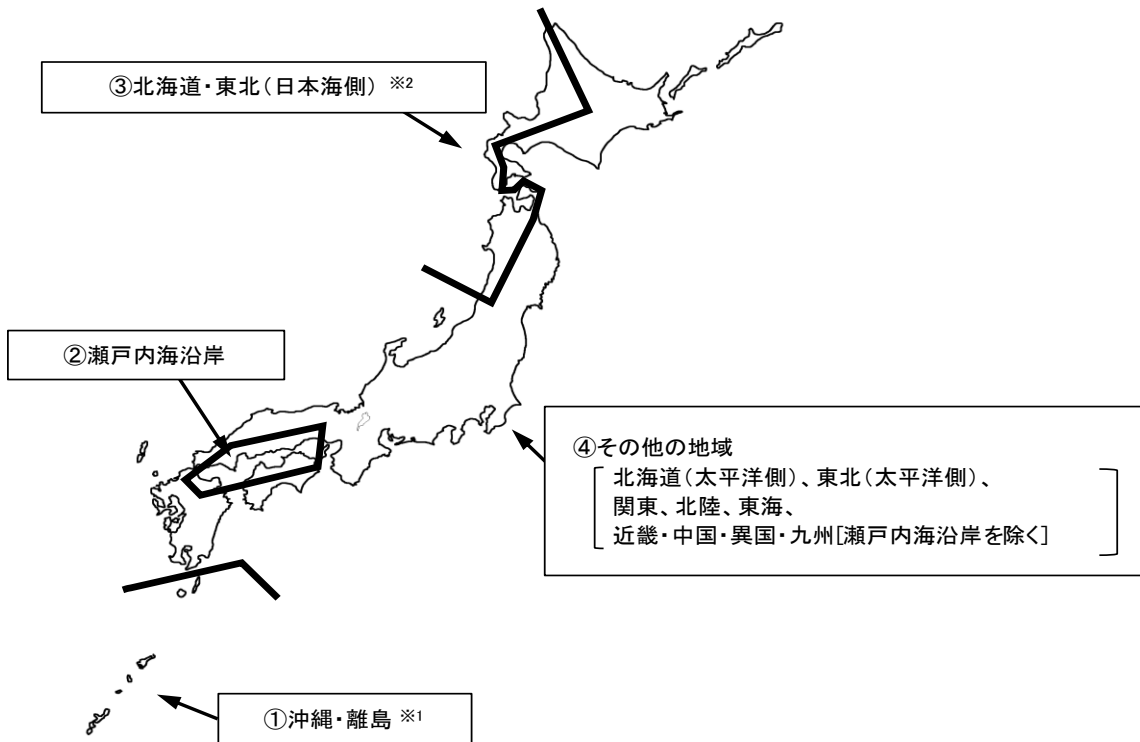 ③北海道・東北（日本海側） ※2
②瀬戸内海沿岸
④その他の地域
北海道（太平洋側）、東北（太平洋側）、
関東、北陸、東海、
近畿・中国・異国・九州[瀬戸内海沿岸を除く]
①沖縄・離島 ※1